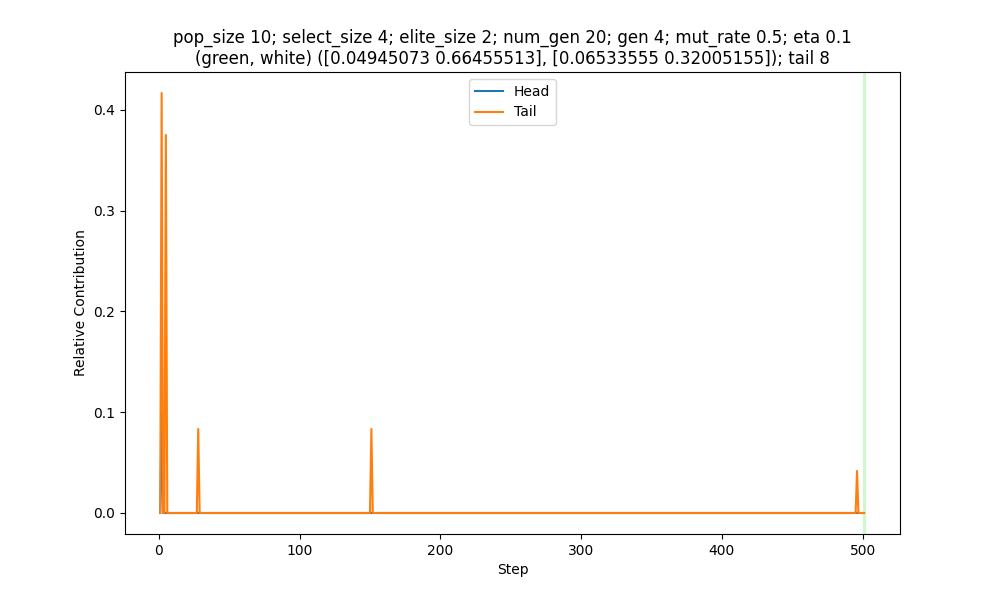 pop_size 10; select_size 4; elite_size 2; num_gen 20; gen 4; mut_rate 0.5; eta 0.1
(green, white) ([0.04945073 0.66455513], [0.06533555 0.32005155]); tail 8
Head
Tail
0.4
0.3
0.2
0.1
0.0
Relative Contribution
0 100 200 300 400 500
Step